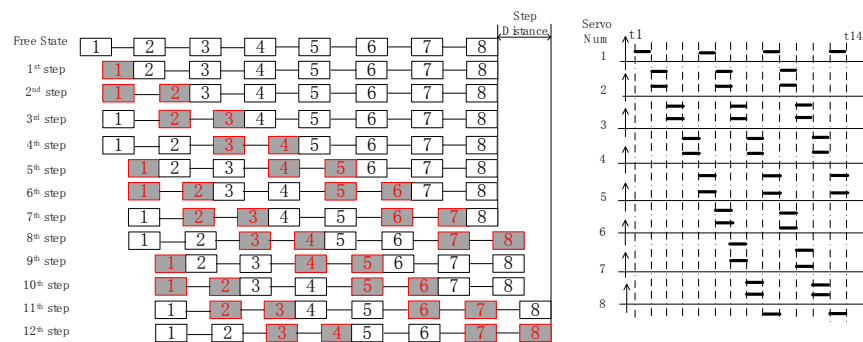 Step
Distance
Free State 1 2 3 4 5 6 7 8
1st step 1 2 3 4 5 6 7 8
2nd step 1 2 3 4 5 6 7 8
3rd step 1 2 3 4 5 6 7 8
4th step 1 2 3 4 5 6 7 8
5th step 1 2 3 4 5 6 7 8
6th step 1 2 3 4 5 6 7 8
7th step 1 2 3 4 5 6 7 8
8th step 1 2 3 4 5 6 7 8
9th step 1 2 3 4 5 6 7 8
10th step 1 2 3 4 5 6 7 8
11th step 1 2 3 4 5 6 7 8
12th step 1 2 3 4 5 6 7 8
Servo
Num
t1 t14
1
2
3
4
5
6
7
8